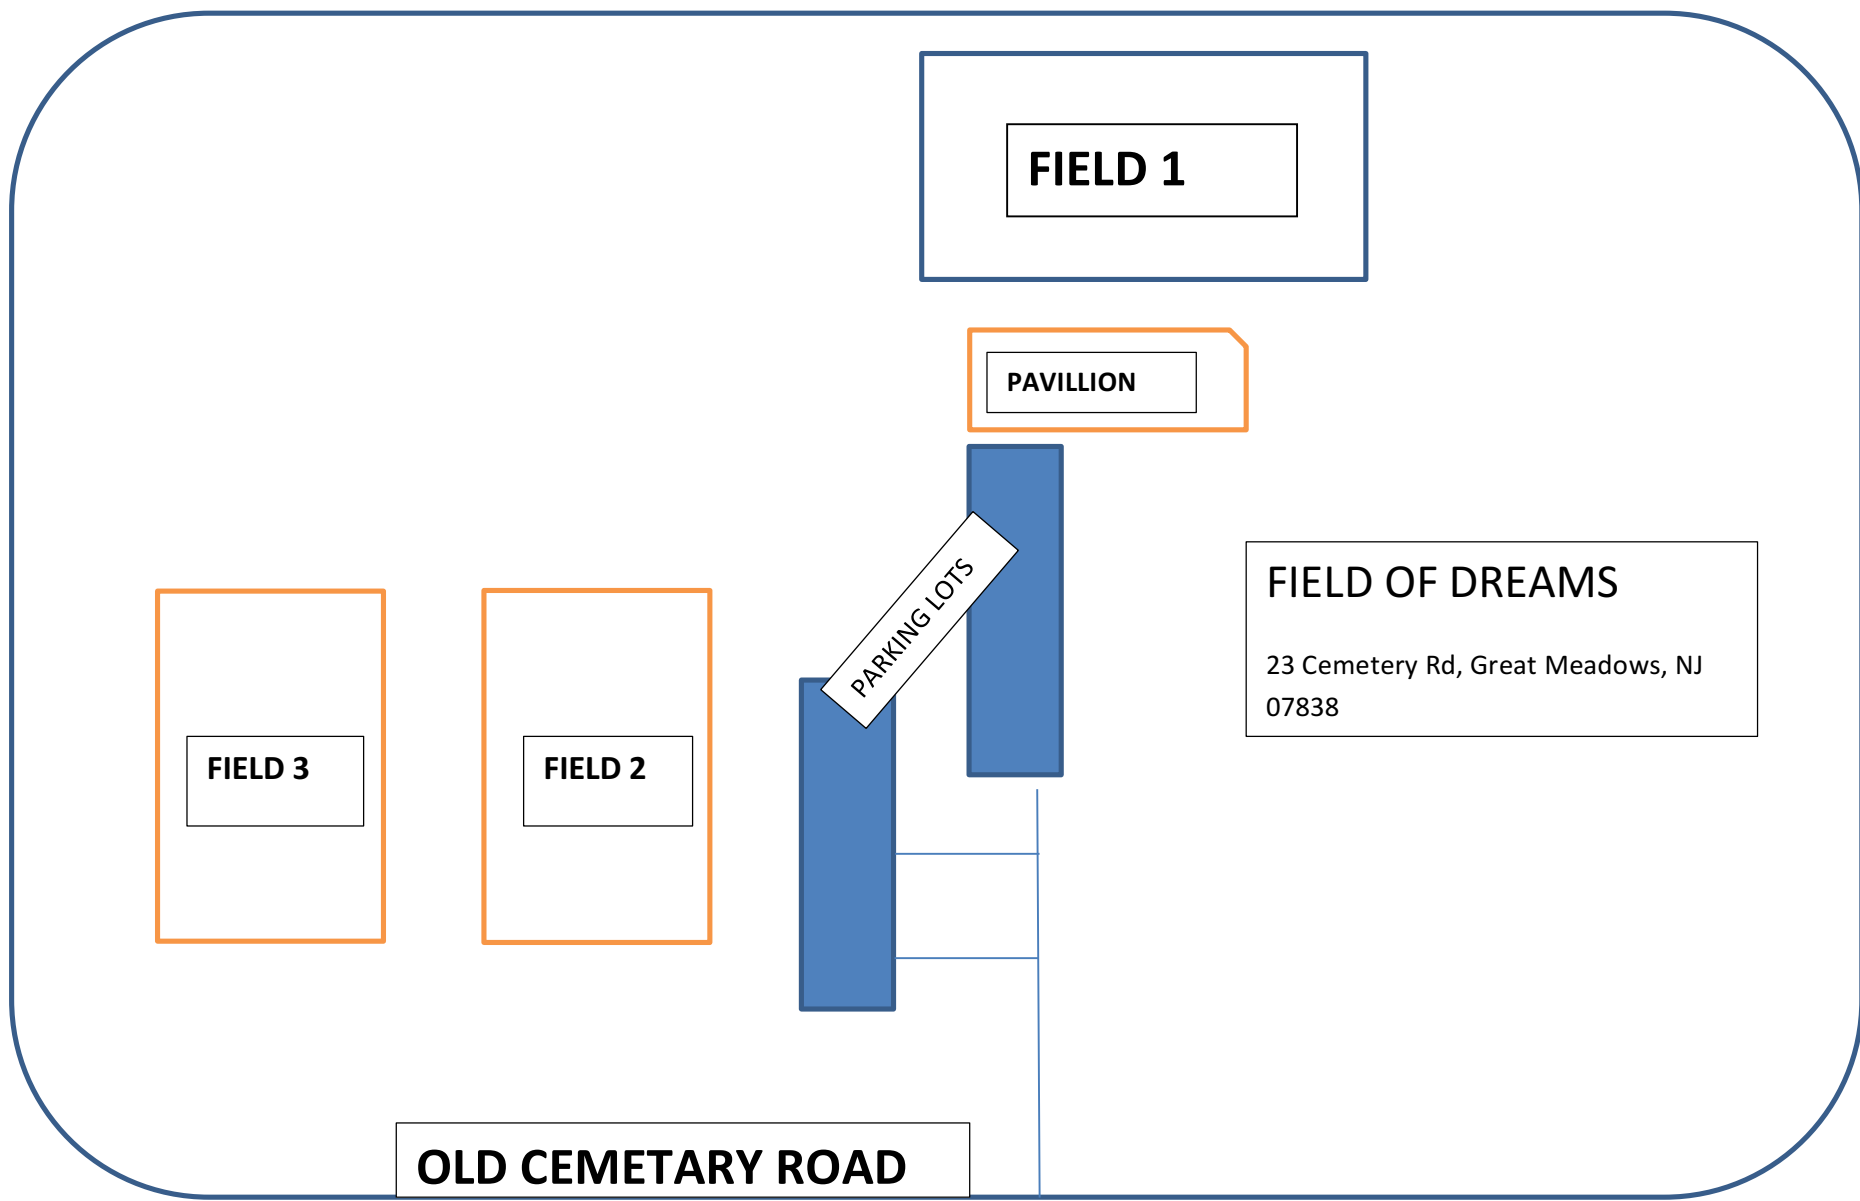 FIELD 1
PAVILLION
PARKING LOTS
FIELD OF DREAMS
23 Cemetery Rd, Great Meadows, NJ
07838
FIELD 3
FIELD 2
OLD CEMETARY ROAD